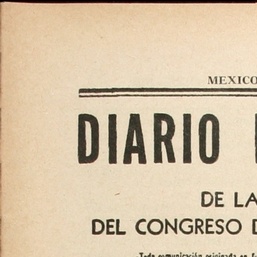 MEXICO
DIARIO
DE LA
DEL CONGRESO D
Toda comunicación originada en